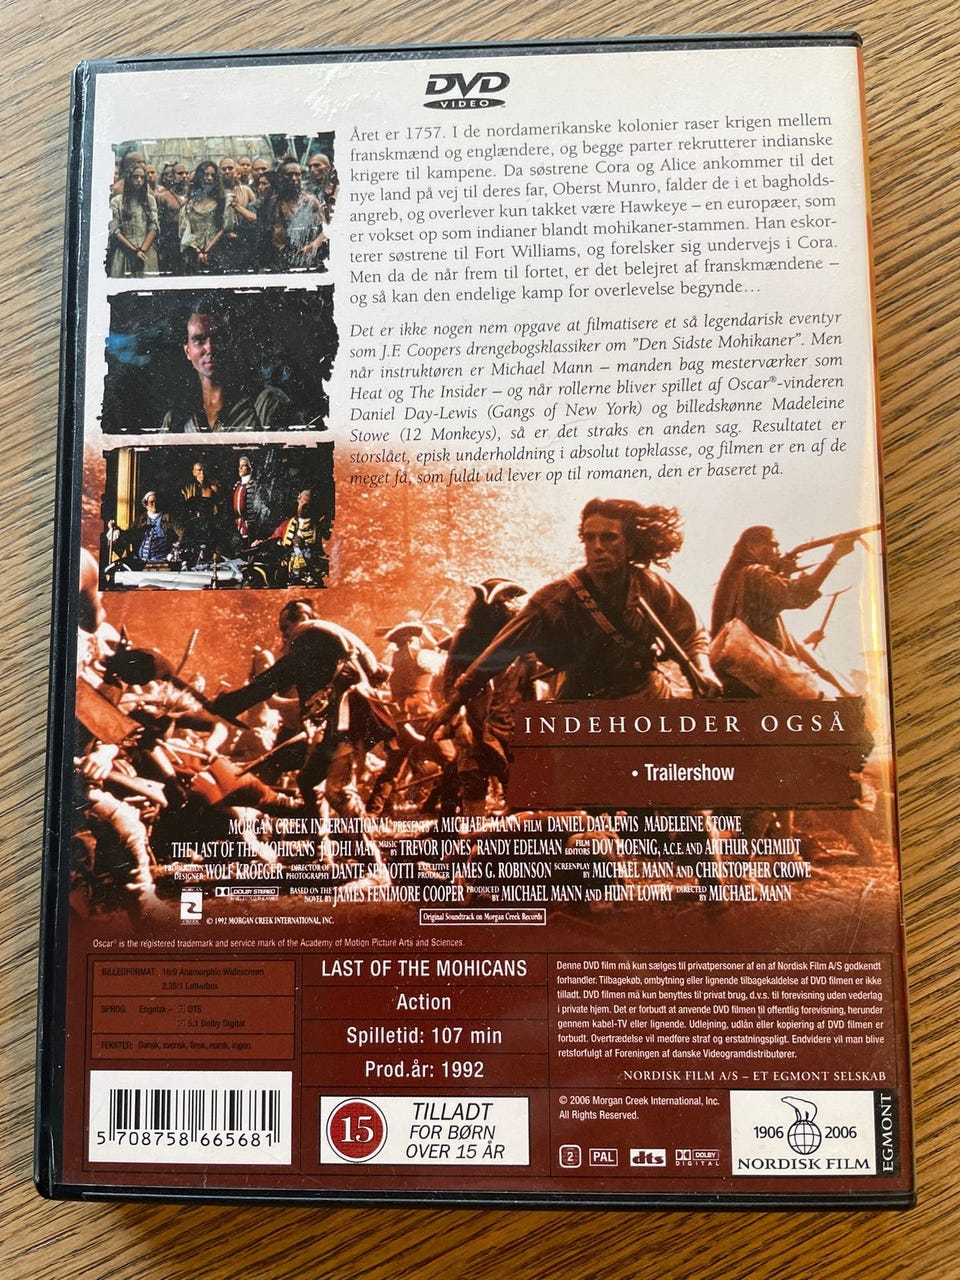 DVD
VIDEO
Året er 1757. I de nordamerikanske kolonier raser krigen mellem
franskmænd og englændere, og begge parter rekrutterer indianske
krigere til kampene. Da søstrene Cora og Alice ankommer til det
nye land på vej til deres far, Oberst Munro, falder de i et bagholds-
angreb, og overlever kun takket være Hawkeye – en europæer, som
er vokset op som indianer blandt mohikaner-stammen. Han eskor-
terer søstrene til Fort Williams, og forelsker sig undervejs i Cora.
Men da de når frem til fortet, er det belejret af franskmændene –
og så kan den endelige kamp for overlevelse begynde...
Det er ikke nogen nem opgave at filmatisere et så legendarisk eventyr
som J.F. Coopers drengebogsklassiker om ”Den Sidste Mohikaner”. Men
når instruktøren er Michael Mann – manden bag mesterværker som
Heat og The Insider – og når rollerne bliver spillet af Oscar®-vinderen
Daniel Day-Lewis (Gangs of New York) og billedskønne Madeleine
Stowe (12 Monkeys), så er det straks en anden sag. Resultatet er
storslået, episk underholdning i absolut topklasse, og filmen er en af de
meget få, som fuldt ud lever op til romanen, den er baseret på.
INDEHOLDER OGSÅ
• Trailershow
MORGAN CREEK INTERNATIONAL PRESENTS A MICHAEL MANN FILM DANIEL DAY-LEWIS MADELEINE STOWE
THE LAST OF THE MOHICANS JODHI MAY MUSIC BY TREVOR JONES RANDY EDELMAN FILM EDITORS DOV HOENIG, A.C.E. AND ARTHUR SCHMIDT
PRODUCTION DESIGNER WOLF KROEGER DIRECTOR OF PHOTOGRAPHY DANTE SPINOTTI EXECUTIVE PRODUCER JAMES G. ROBINSON SCREENPLAY BY MICHAEL MANN AND CHRISTOPHER CROWE
MORGAN CREEK DOLBY STEREO BASED ON THE NOVEL BY JAMES FENIMORE COOPER PRODUCED BY MICHAEL MANN AND HUNT LOWRY DIRECTED BY MICHAEL MANN
© 1992 MORGAN CREEK INTERNATIONAL, INC.
Original Soundtrack on Morgan Creek Records
Oscar® is the registered trademark and service mark of the Academy of Motion Picture Arts and Sciences.
BILLEDFORMAT: 16:9 Anamorphic Widescreen
2.35:1 Letterbox
SPROG: Engelsk - DTS
5:1 Dolby Digital
TEKSTER: Dansk, svensk, finsk, norsk, ingen
LAST OF THE MOHICANS
Action
Spilletid: 107 min
Prod.år: 1992
Denne DVD film må kun sælges til privatpersoner af en af Nordisk Film A/S godkendt
forhandler. Tilbagekøb, ombytning eller lignende tilbagekaldelse af DVD filmen er ikke
tilladt. DVD filmen må kun benyttes til privat brug, d.v.s. til forevisning uden vederlag
i private hjem. Det er forbudt at anvende DVD filmen til offentlig forevisning, herunder
gennem kabel-TV eller lignende. Udlejning, udlån eller kopiering af DVD filmen er
forbudt. Overtrædelse vil medføre straf og erstatningspligt. Endvidere vil man blive
retsforfulgt af Foreningen af danske Videogramdistributører.
NORDISK FILM A/S – ET EGMONT SELSKAB
5 708758 665681
15
TILLADT
FOR BØRN
OVER 15 ÅR
© 2006 Morgan Creek International, Inc.
All Rights Reserved.
2 PAL dts DOLBY DIGITAL
1906 2006
NORDISK FILM
EGMONT